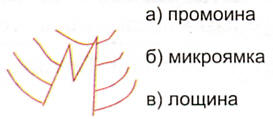 а) промоина
б) микроямка
в) лощина